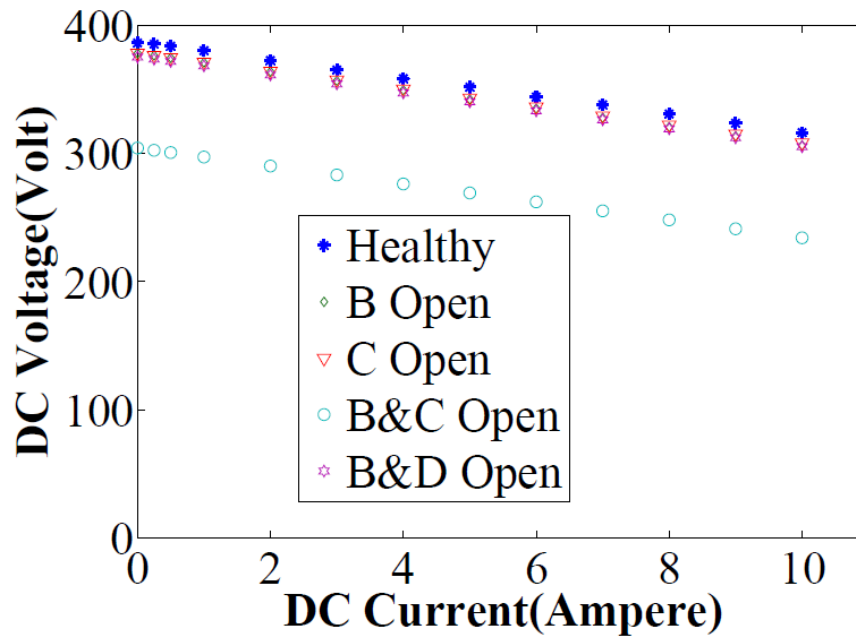 400
300
200
100
0
DC Voltage(Volt)
Healthy
B Open
C Open
B&C Open
B&D Open
0 2 4 6 8 10
DC Current(Ampere)